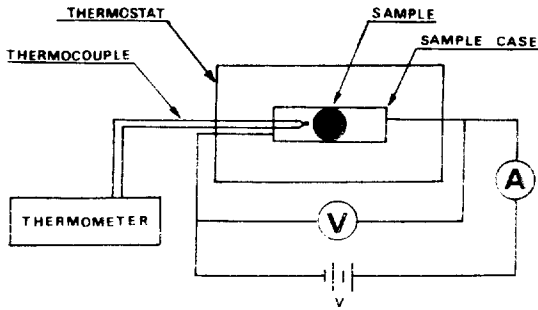 THERMOSTAT
SAMPLE
SAMPLE CASE
THERMOCOUPLE
A
THERMOMETER
V
V